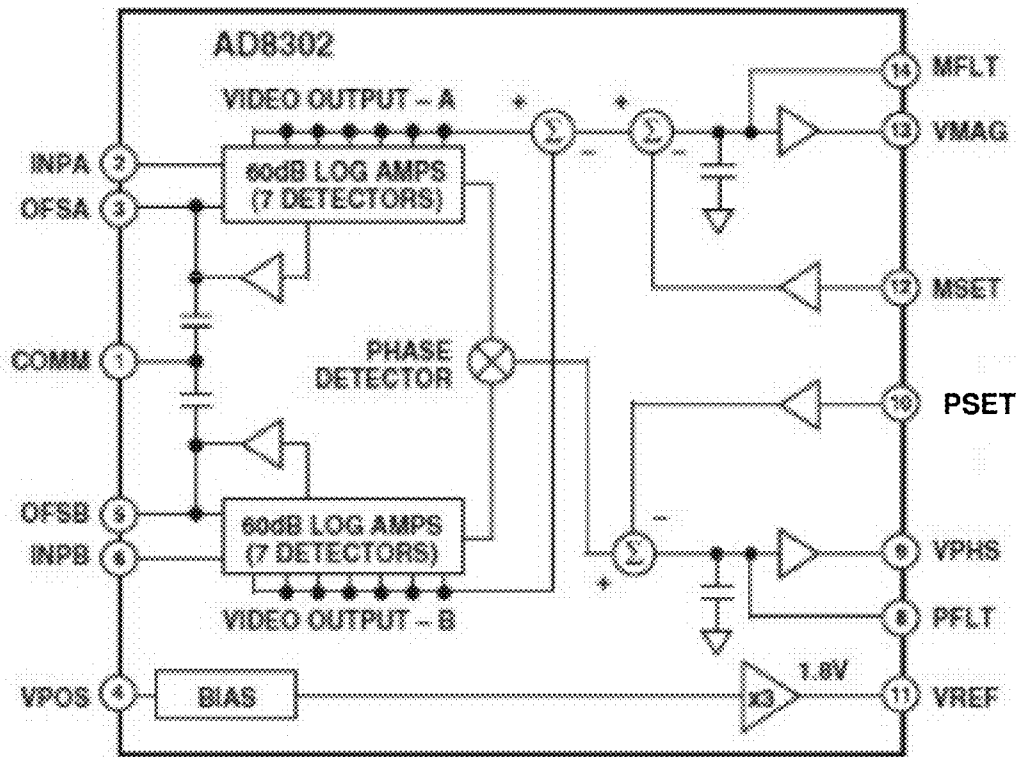 AD8302
VIDEO OUTPUT – A
60dB LOG AMPS
(7 DETECTORS)
INPA 2
OFSA 3
COMM 1
OFSB 5
INPB 6
VPOS 4
PHASE
DETECTOR
60dB LOG AMPS
(7 DETECTORS)
VIDEO OUTPUT – B
BIAS
x3
1.8V
+ Σ –
+ Σ –
+ Σ –
14 MFLT
13 VMAG
12 MSET
10 PSET
9 VPHS
8 PFLT
11 VREF